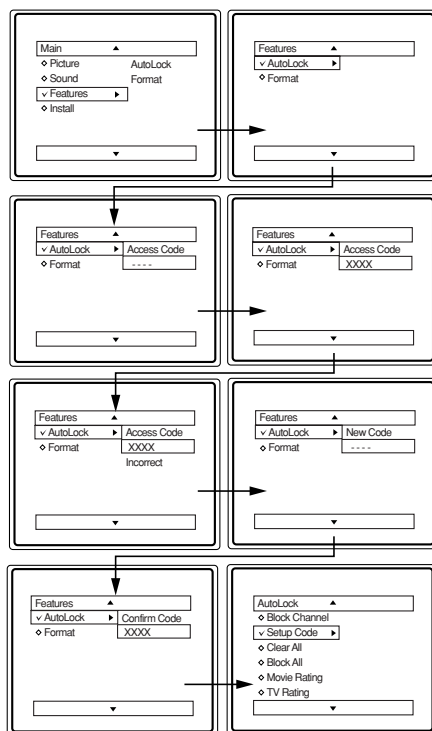 Main
Picture AutoLock
Sound Format
Features
Install
Features
AutoLock
Format
Features
AutoLock Access Code
Format - - - -
Features
AutoLock Access Code
Format XXXX
Features
AutoLock Access Code
Format XXXX
Incorrect
Features
AutoLock New Code
Format - - - -
Features
AutoLock Confirm Code
Format XXXX
AutoLock
Block Channel
Setup Code
Clear All
Block All
Movie Rating
TV Rating